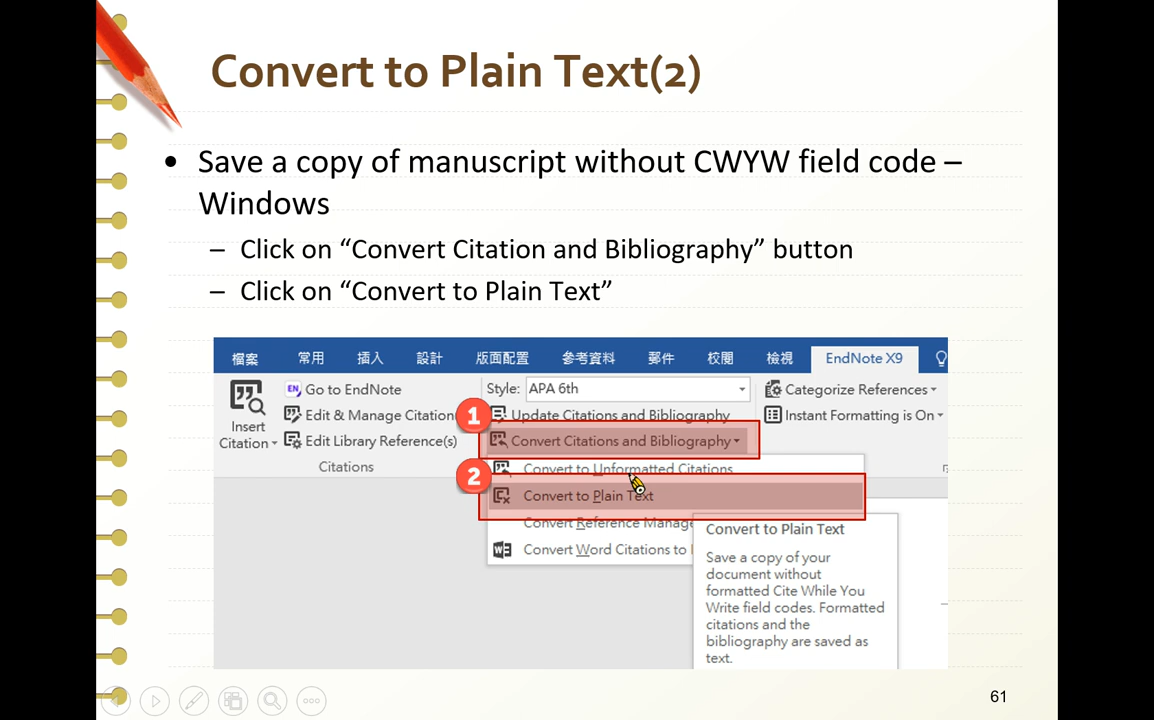 Convert to Plain Text(2)
• Save a copy of manuscript without CWYW field code –
Windows
– Click on “Convert Citation and Bibliography” button
– Click on “Convert to Plain Text”
檔案 常用 插入 設計 版面配置 參考資料 郵件 校閱 檢視 EndNote X9
Insert
Citation
EN Go to EndNote
Edit & Manage Citation
Edit Library Reference(s)
Citations
Style: APA 6th
1 Update Citations and Bibliography
Convert Citations and Bibliography
Categorize References
Instant Formatting is On
Convert to Unformatted Citations
2 Convert to Plain Text
Convert Reference Manage
Convert Word Citations to
Convert to Plain Text
Save a copy of your
document without
formatted Cite While You
Write field codes. Formatted
citations and the
bibliography are saved as
text.
61